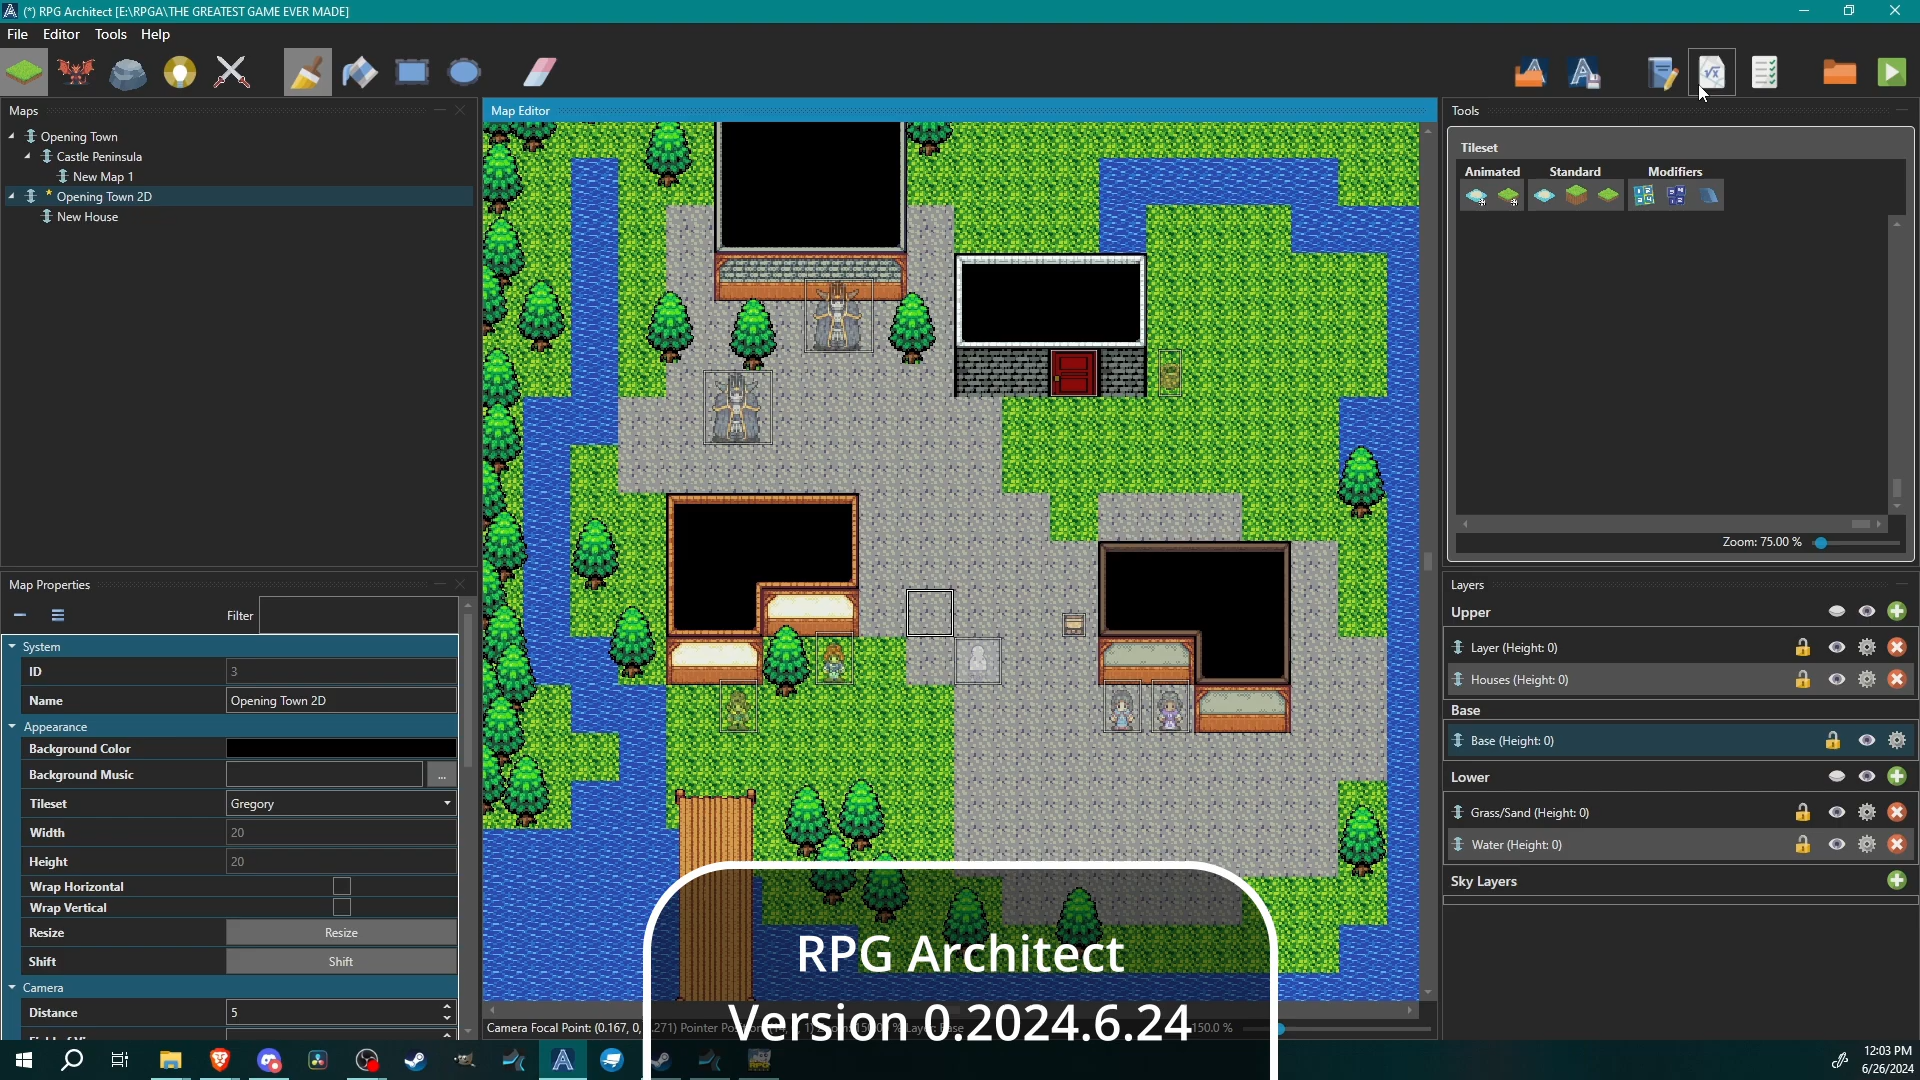 (*) RPG Architect [E:\RPGA\THE GREATEST GAME EVER MADE]
File Editor Tools Help
Maps
Opening Town
Castle Peninsula
New Map 1
Opening Town 2D
New House
Map Properties
Filter
System
ID 3
Name Opening Town 2D
Appearance
Background Color
Background Music ...
Tileset Gregory
Width 20
Height 20
Wrap Horizontal
Wrap Vertical
Resize Resize
Shift Shift
Camera
Distance 5
Map Editor
RPG Architect
Version 0.2024.6.24
Camera Focal Point: (0.167, 0,
150.0 %
Tools
Tileset
Animated Standard Modifiers
Zoom: 75.00 %
Layers
Upper
Layer (Height: 0)
Houses (Height: 0)
Base
Base (Height: 0)
Lower
Grass/Sand (Height: 0)
Water (Height: 0)
Sky Layers
12:03 PM
6/26/2024